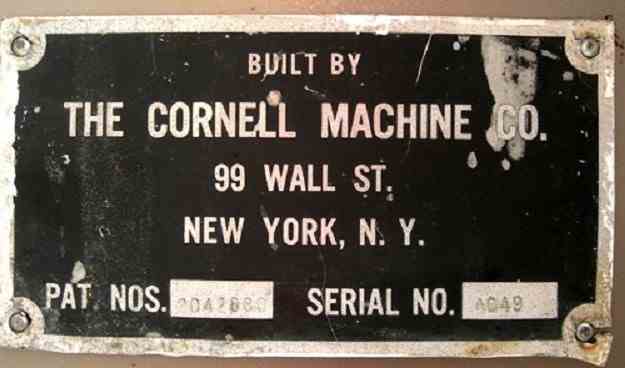 BUILT BY
THE CORNELL MACHINE CO.
99 WALL ST.
NEW YORK, N. Y.
PAT NOS. SERIAL NO.